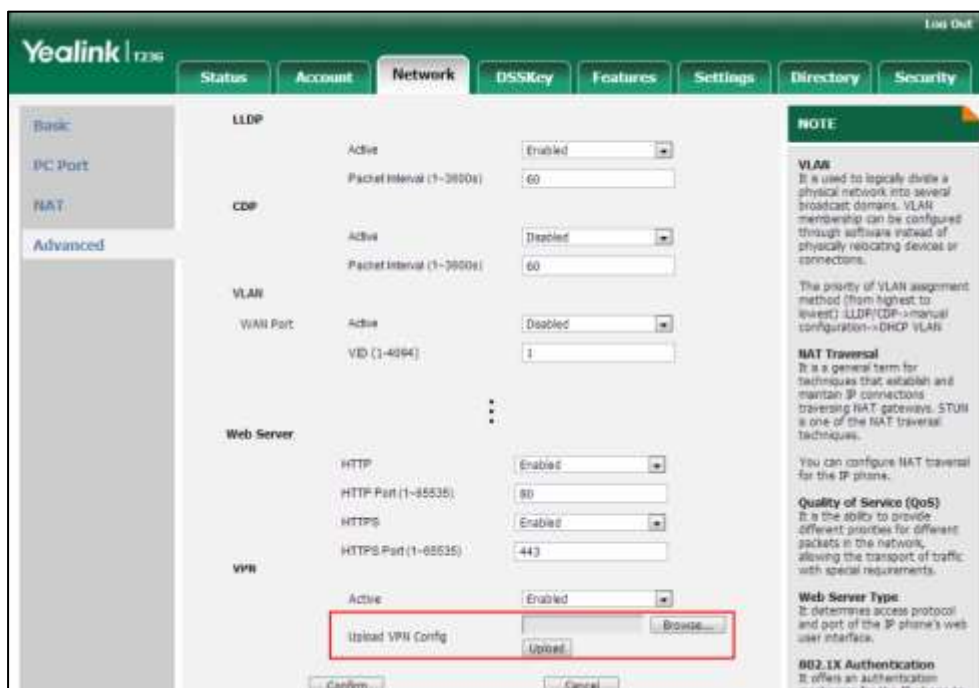 Log Out
Yealink T23G
Status Account Network DSSKey Features Settings Directory Security
Basic
PC Port
NAT
Advanced
LLDP
Active Enabled
Packet Interval (1~3600s) 60
CDP
Active Disabled
Packet Interval (1~3600s) 60
VLAN
WAN Port Active Disabled
VID (1-4094) 1
Web Server
HTTP Enabled
HTTP Port (1~65535) 80
HTTPS Enabled
HTTPS Port (1~65535) 443
VPN
Active Enabled
Upload VPN Config Browse...
Upload
Confirm Cancel
NOTE
VLAN
It is used to logically divide a
physical network into several
broadcast domains. VLAN
membership can be configured
through software instead of
physically relocating devices or
connections.
The priority of VLAN assignment
method (from highest to
lowest) :LLDP/CDP->manual
configuration->DHCP VLAN
NAT Traversal
It is a general term for
techniques that establish and
maintain IP connections
traversing NAT gateways. STUN
is one of the NAT traversal
techniques.
You can configure NAT traversal
for the IP phone.
Quality of Service (QoS)
It is the ability to provide
different priorities for different
packets in the network,
allowing the transport of traffic
with special requirements.
Web Server Type
It determines access protocol
and port of the IP phone's web
user interface.
802.1X Authentication
It offers an authentication